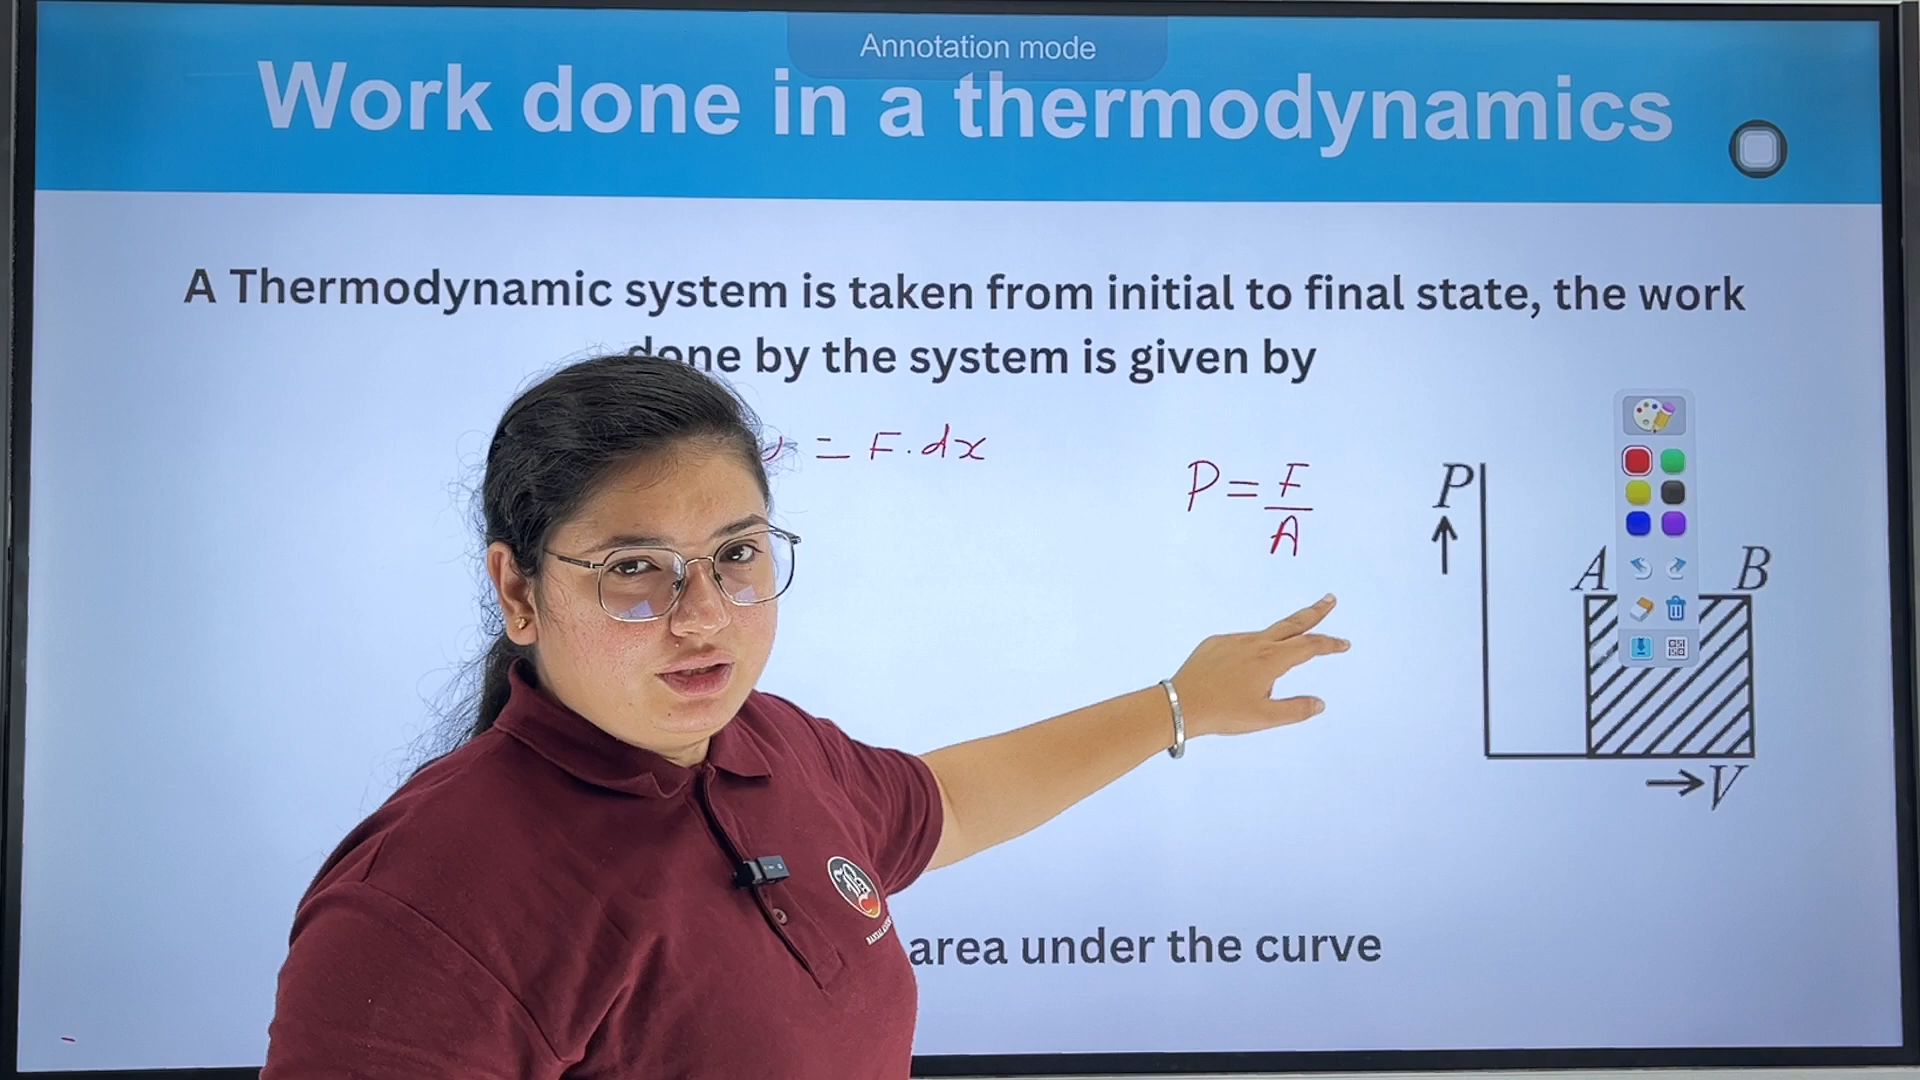 Annotation mode
Work done in a thermodynamics
A Thermodynamic system is taken from initial to final state, the work
done by the system is given by
= F.dx
P = F
A
P
A B
V
area under the curve